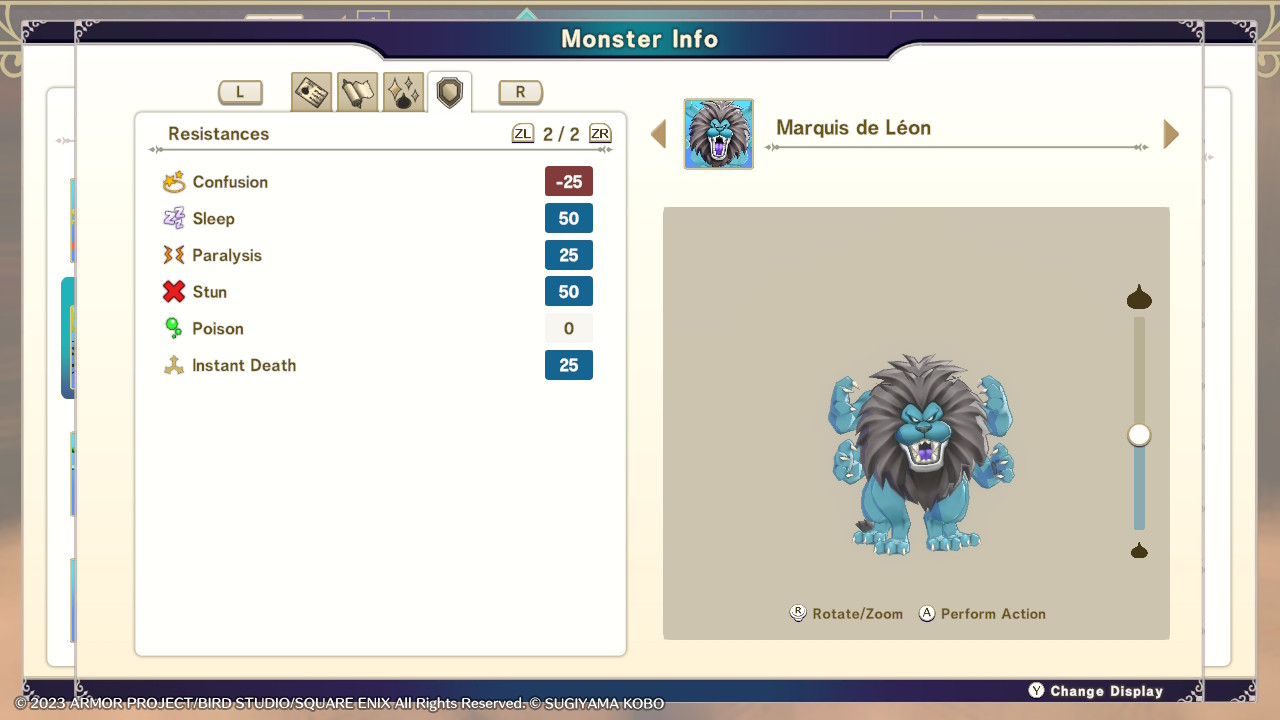 Monster Info
L
R
Resistances
ZL 2 / 2 ZR
Confusion -25
Sleep 50
Paralysis 25
Stun 50
Poison 0
Instant Death 25
Marquis de Léon
R Rotate/Zoom A Perform Action
Y Change Display
© 2023 ARMOR PROJECT/BIRD STUDIO/SQUARE ENIX All Rights Reserved. © SUGIYAMA KOBO